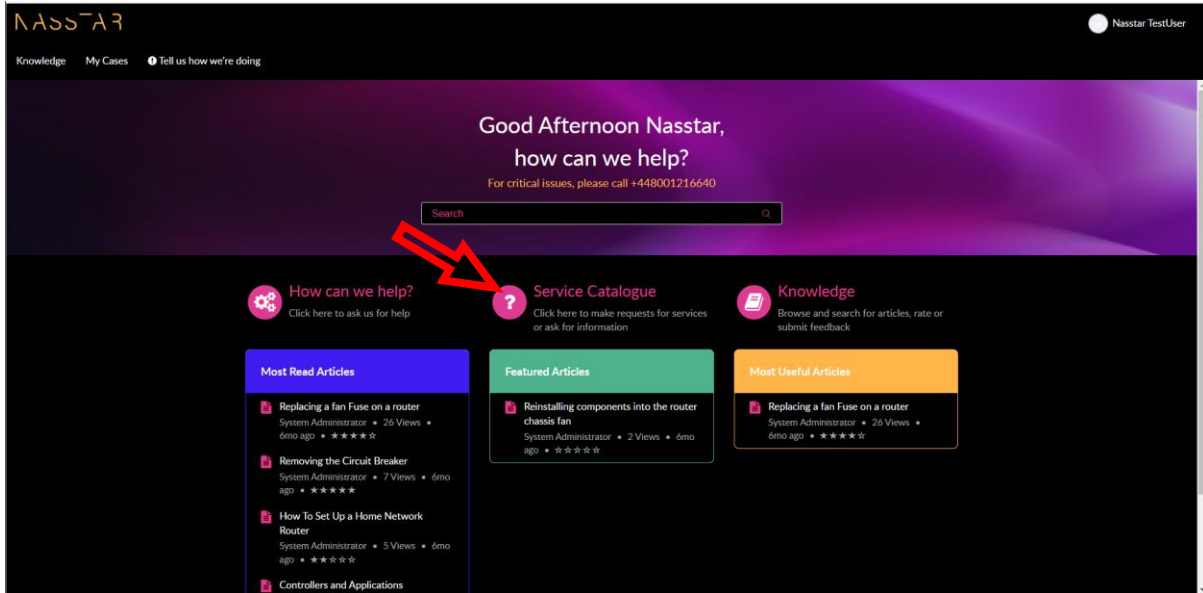 NASSTAR
Nasstar TestUser
Knowledge
My Cases
Tell us how we're doing
Good Afternoon Nasstar,
how can we help?
For critical issues, please call +448001216640
Search
How can we help?
Click here to ask us for help
Service Catalogue
Click here to make requests for services
or ask for information
Knowledge
Browse and search for articles, rate or
submit feedback
Most Read Articles
Replacing a fan Fuse on a router
System Administrator • 26 Views •
6mo ago • ★★★★☆
Removing the Circuit Breaker
System Administrator • 7 Views • 6mo
ago • ★★★★★
How To Set Up a Home Network
Router
System Administrator • 5 Views • 6mo
ago • ★★☆☆☆
Controllers and Applications
Featured Articles
Reinstalling components into the router
chassis fan
System Administrator • 2 Views • 6mo
ago • ☆☆☆☆☆
Most Useful Articles
Replacing a fan Fuse on a router
System Administrator • 26 Views •
6mo ago • ★★★★☆